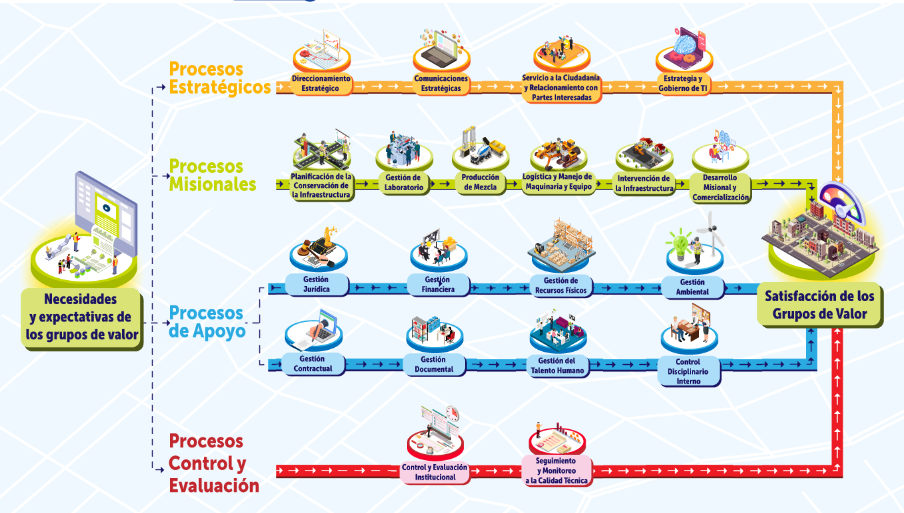 Procesos
Estratégicos
Direccionamiento
Estratégico
Comunicaciones
Estratégicas
Servicio a la Ciudadanía
y Relacionamiento con
Partes Interesadas
Estrategia y
Gobierno de TI
Procesos
Misionales
Planificación de la
Conservación de
la Infraestructura
Gestión de
Laboratorio
Producción
de Mezcla
Logística y Manejo de
Maquinaria y Equipo
Intervención de
la Infraestructura
Desarrollo
Misional y
Comercialización
Necesidades
y expectativas de
los grupos de valor
Satisfacción de los
Grupos de Valor
Procesos
de Apoyo
Gestión
Jurídica
Gestión
Financiera
Gestión de
Recursos Físicos
Gestión
Ambiental
Gestión
Contractual
Gestión
Documental
Gestión del
Talento Humano
Control
Disciplinario
Interno
Procesos
Control y
Evaluación
Control y Evaluación
Institucional
Seguimiento
y Monitoreo
a la Calidad Técnica